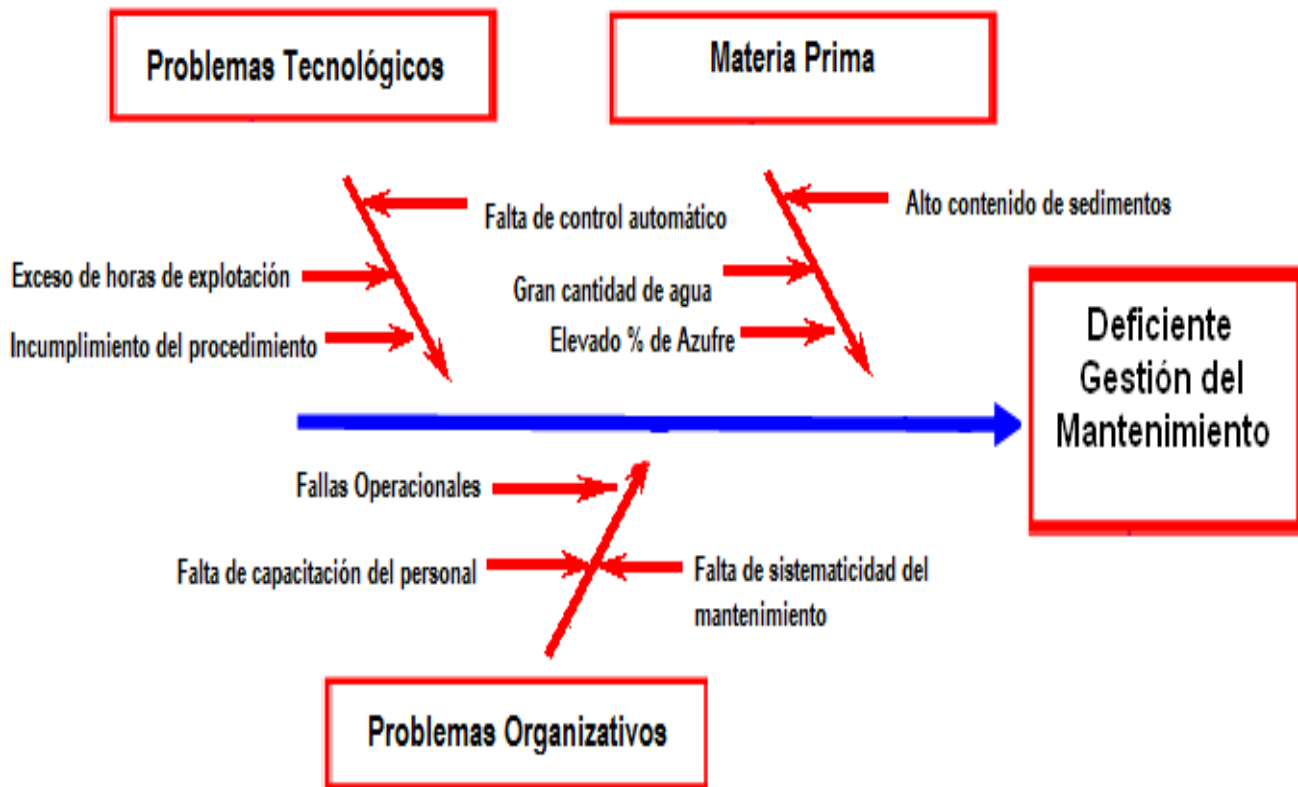 Problemas Tecnológicos
Materia Prima
Falta de control automático
Alto contenido de sedimentos
Exceso de horas de explotación
Gran cantidad de agua
Incumplimiento del procedimiento
Elevado % de Azufre
Deficiente
Gestión del
Mantenimiento
Fallas Operacionales
Falta de capacitación del personal
Falta de sistematicidad del
mantenimiento
Problemas Organizativos